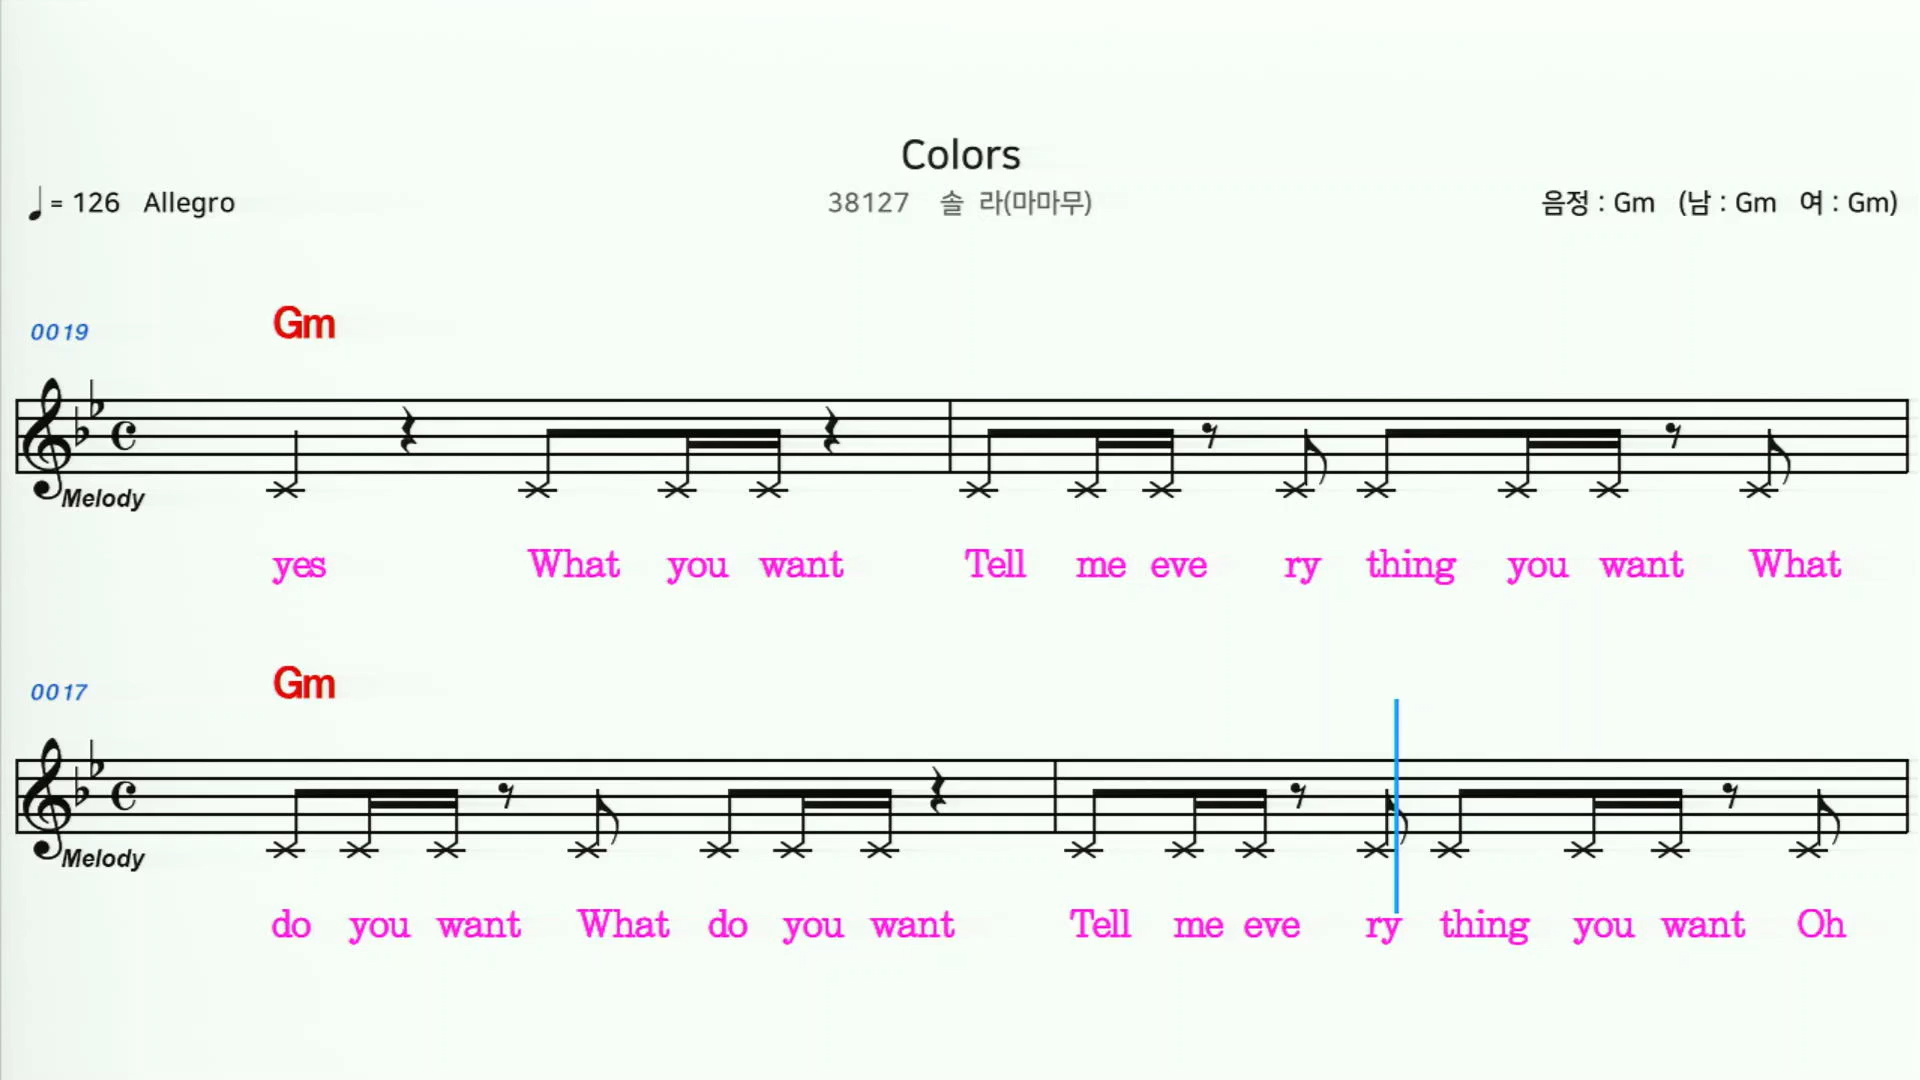 Colors
♩= 126 Allegro 38127 솔 라(마마무) 음정 : Gm (남 : Gm 여 : Gm)
0019 Gm
Melody
yes What you want Tell me eve ry thing you want What
0017 Gm
Melody
do you want What do you want Tell me eve ry thing you want Oh